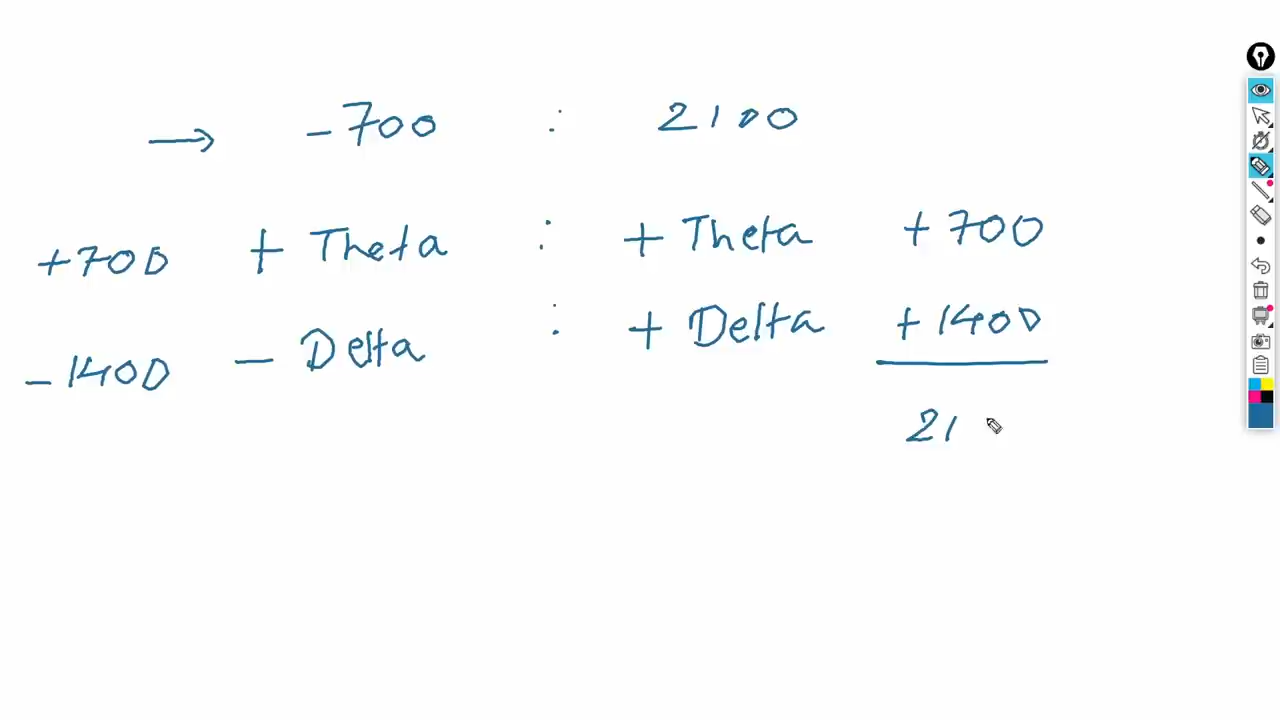 → -700 : 2100
+700 + Theta : + Theta +700
-1400 - Delta : + Delta +1400
21